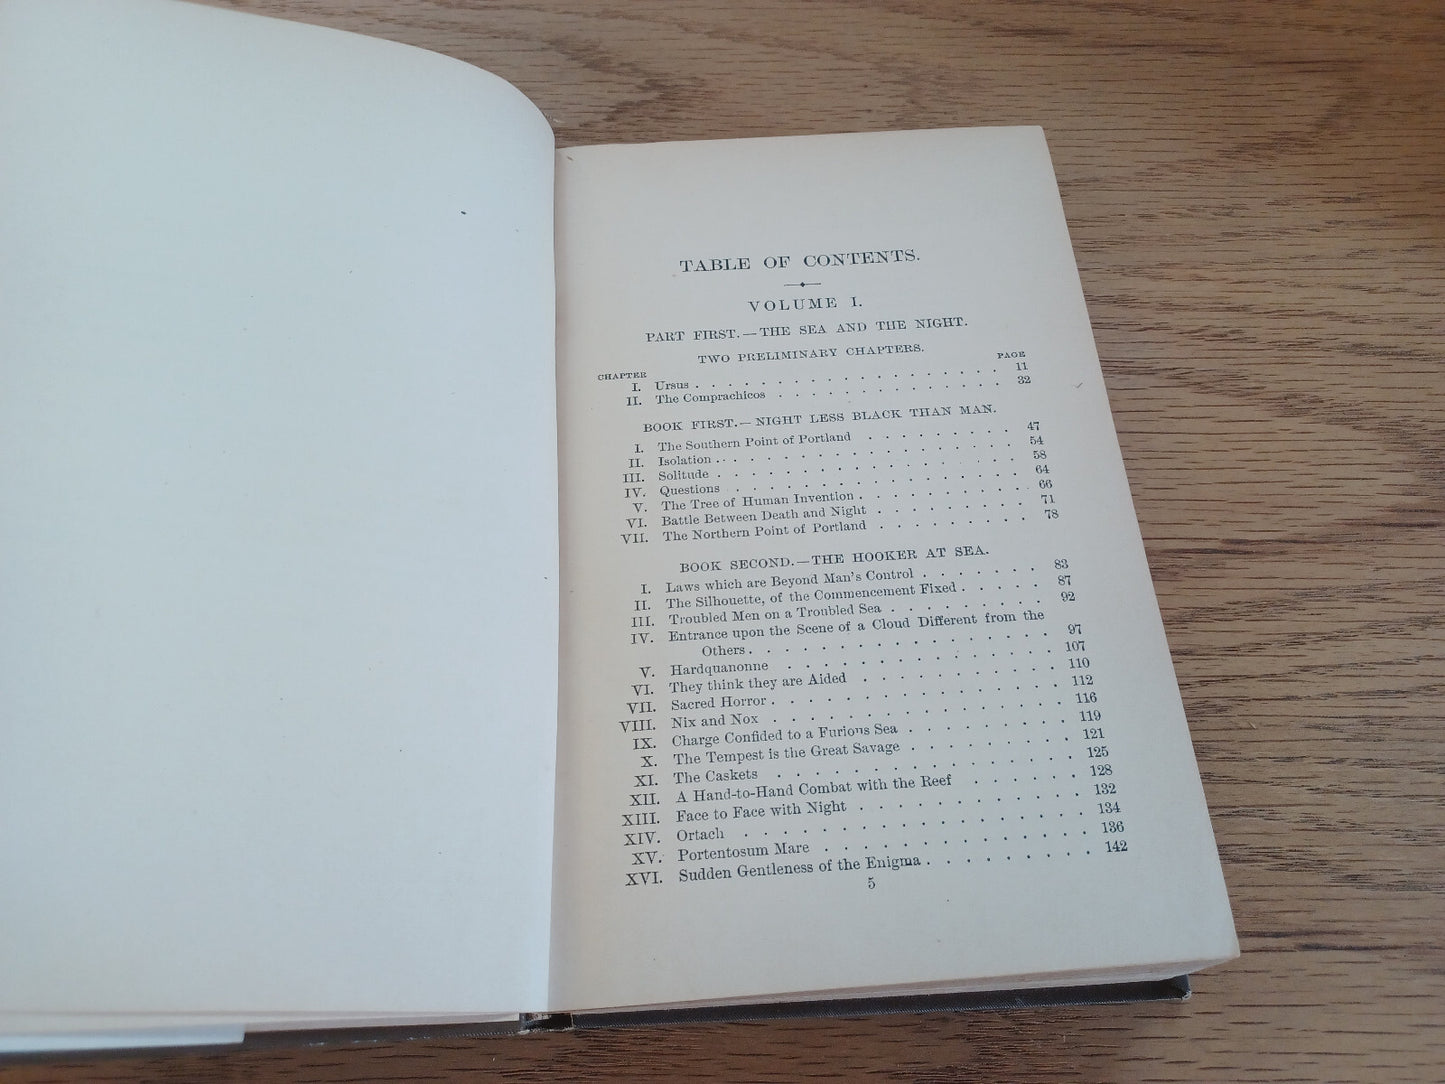 TABLE OF CONTENTS.
VOLUME I.
PART FIRST.—THE SEA AND THE NIGHT.
TWO PRELIMINARY CHAPTERS.
CHAPTER PAGE
I. Ursus . . . . . . . . . . . . . . . . . . 11
II. The Comprachicos . . . . . . . . . . . . . 32
BOOK FIRST.—NIGHT LESS BLACK THAN MAN.
I. The Southern Point of Portland . . . . . . . . . 47
II. Isolation . . . . . . . . . . . . . . . . . . 54
III. Solitude . . . . . . . . . . . . . . . . . . 58
IV. Questions . . . . . . . . . . . . . . . . . . 64
V. The Tree of Human Invention . . . . . . . . . . 66
VI. Battle Between Death and Night . . . . . . . . . 71
VII. The Northern Point of Portland . . . . . . . . . 78
BOOK SECOND.—THE HOOKER AT SEA.
I. Laws which are Beyond Man's Control . . . . . . . 83
II. The Silhouette, of the Commencement Fixed . . . . . 87
III. Troubled Men on a Troubled Sea . . . . . . . . . 92
IV. Entrance upon the Scene of a Cloud Different from the
Others . . . . . . . . . . . . . . . . . 97
V. Hardquanonne . . . . . . . . . . . . . . . 107
VI. They think they are Aided . . . . . . . . . . . 110
VII. Sacred Horror . . . . . . . . . . . . . . . 112
VIII. Nix and Nox . . . . . . . . . . . . . . . 116
IX. Charge Confided to a Furious Sea . . . . . . . . 119
X. The Tempest is the Great Savage . . . . . . . . 121
XI. The Caskets . . . . . . . . . . . . . . . 125
XII. A Hand-to-Hand Combat with the Reef . . . . . . 128
XIII. Face to Face with Night . . . . . . . . . . . 132
XIV. Ortach . . . . . . . . . . . . . . . . . 134
XV. Portentosum Mare . . . . . . . . . . . . . 136
XVI. Sudden Gentleness of the Enigma . . . . . . . . 142
5